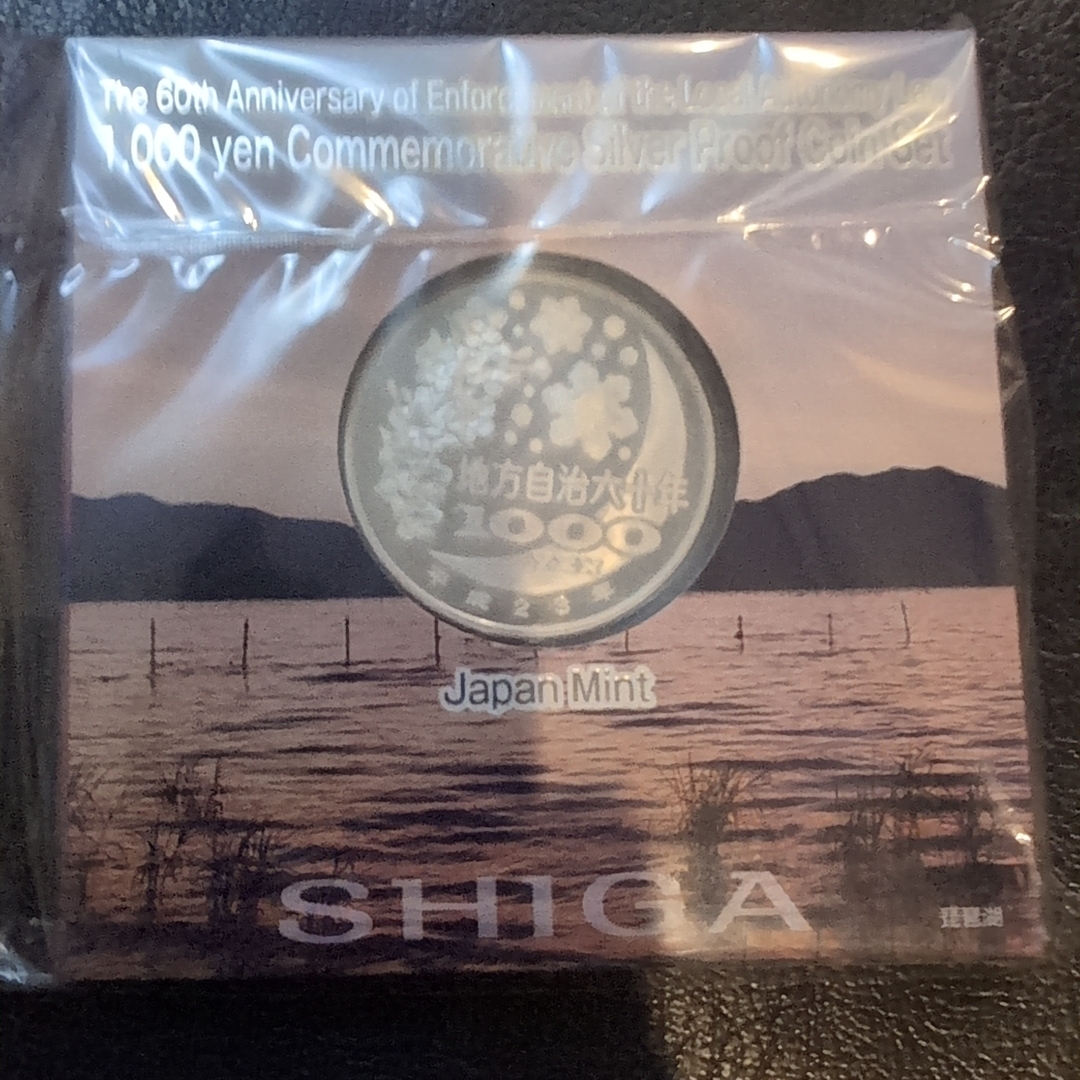 The 60th Anniversary of Enforcement of the Local Autonomy Law
1,000 yen Commemorative Silver Proof Coin Set
地方自治六十年
1000
平成23年
Japan Mint
SHIGA
琵琶湖